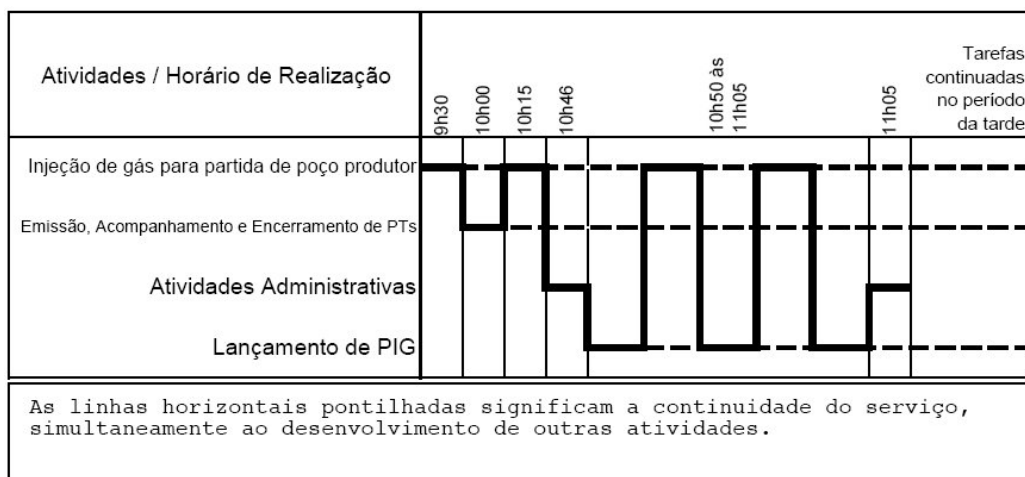 Atividades / Horário de Realização
9h30
10h00
10h15
10h46
10h50 às
11h05
11h05
Tarefas
continuadas
no período
da tarde
Injeção de gás para partida de poço produtor
Emissão, Acompanhamento e Encerramento de PTs
Atividades Administrativas
Lançamento de PIG
As linhas horizontais pontilhadas significam a continuidade do serviço,
simultaneamente ao desenvolvimento de outras atividades.